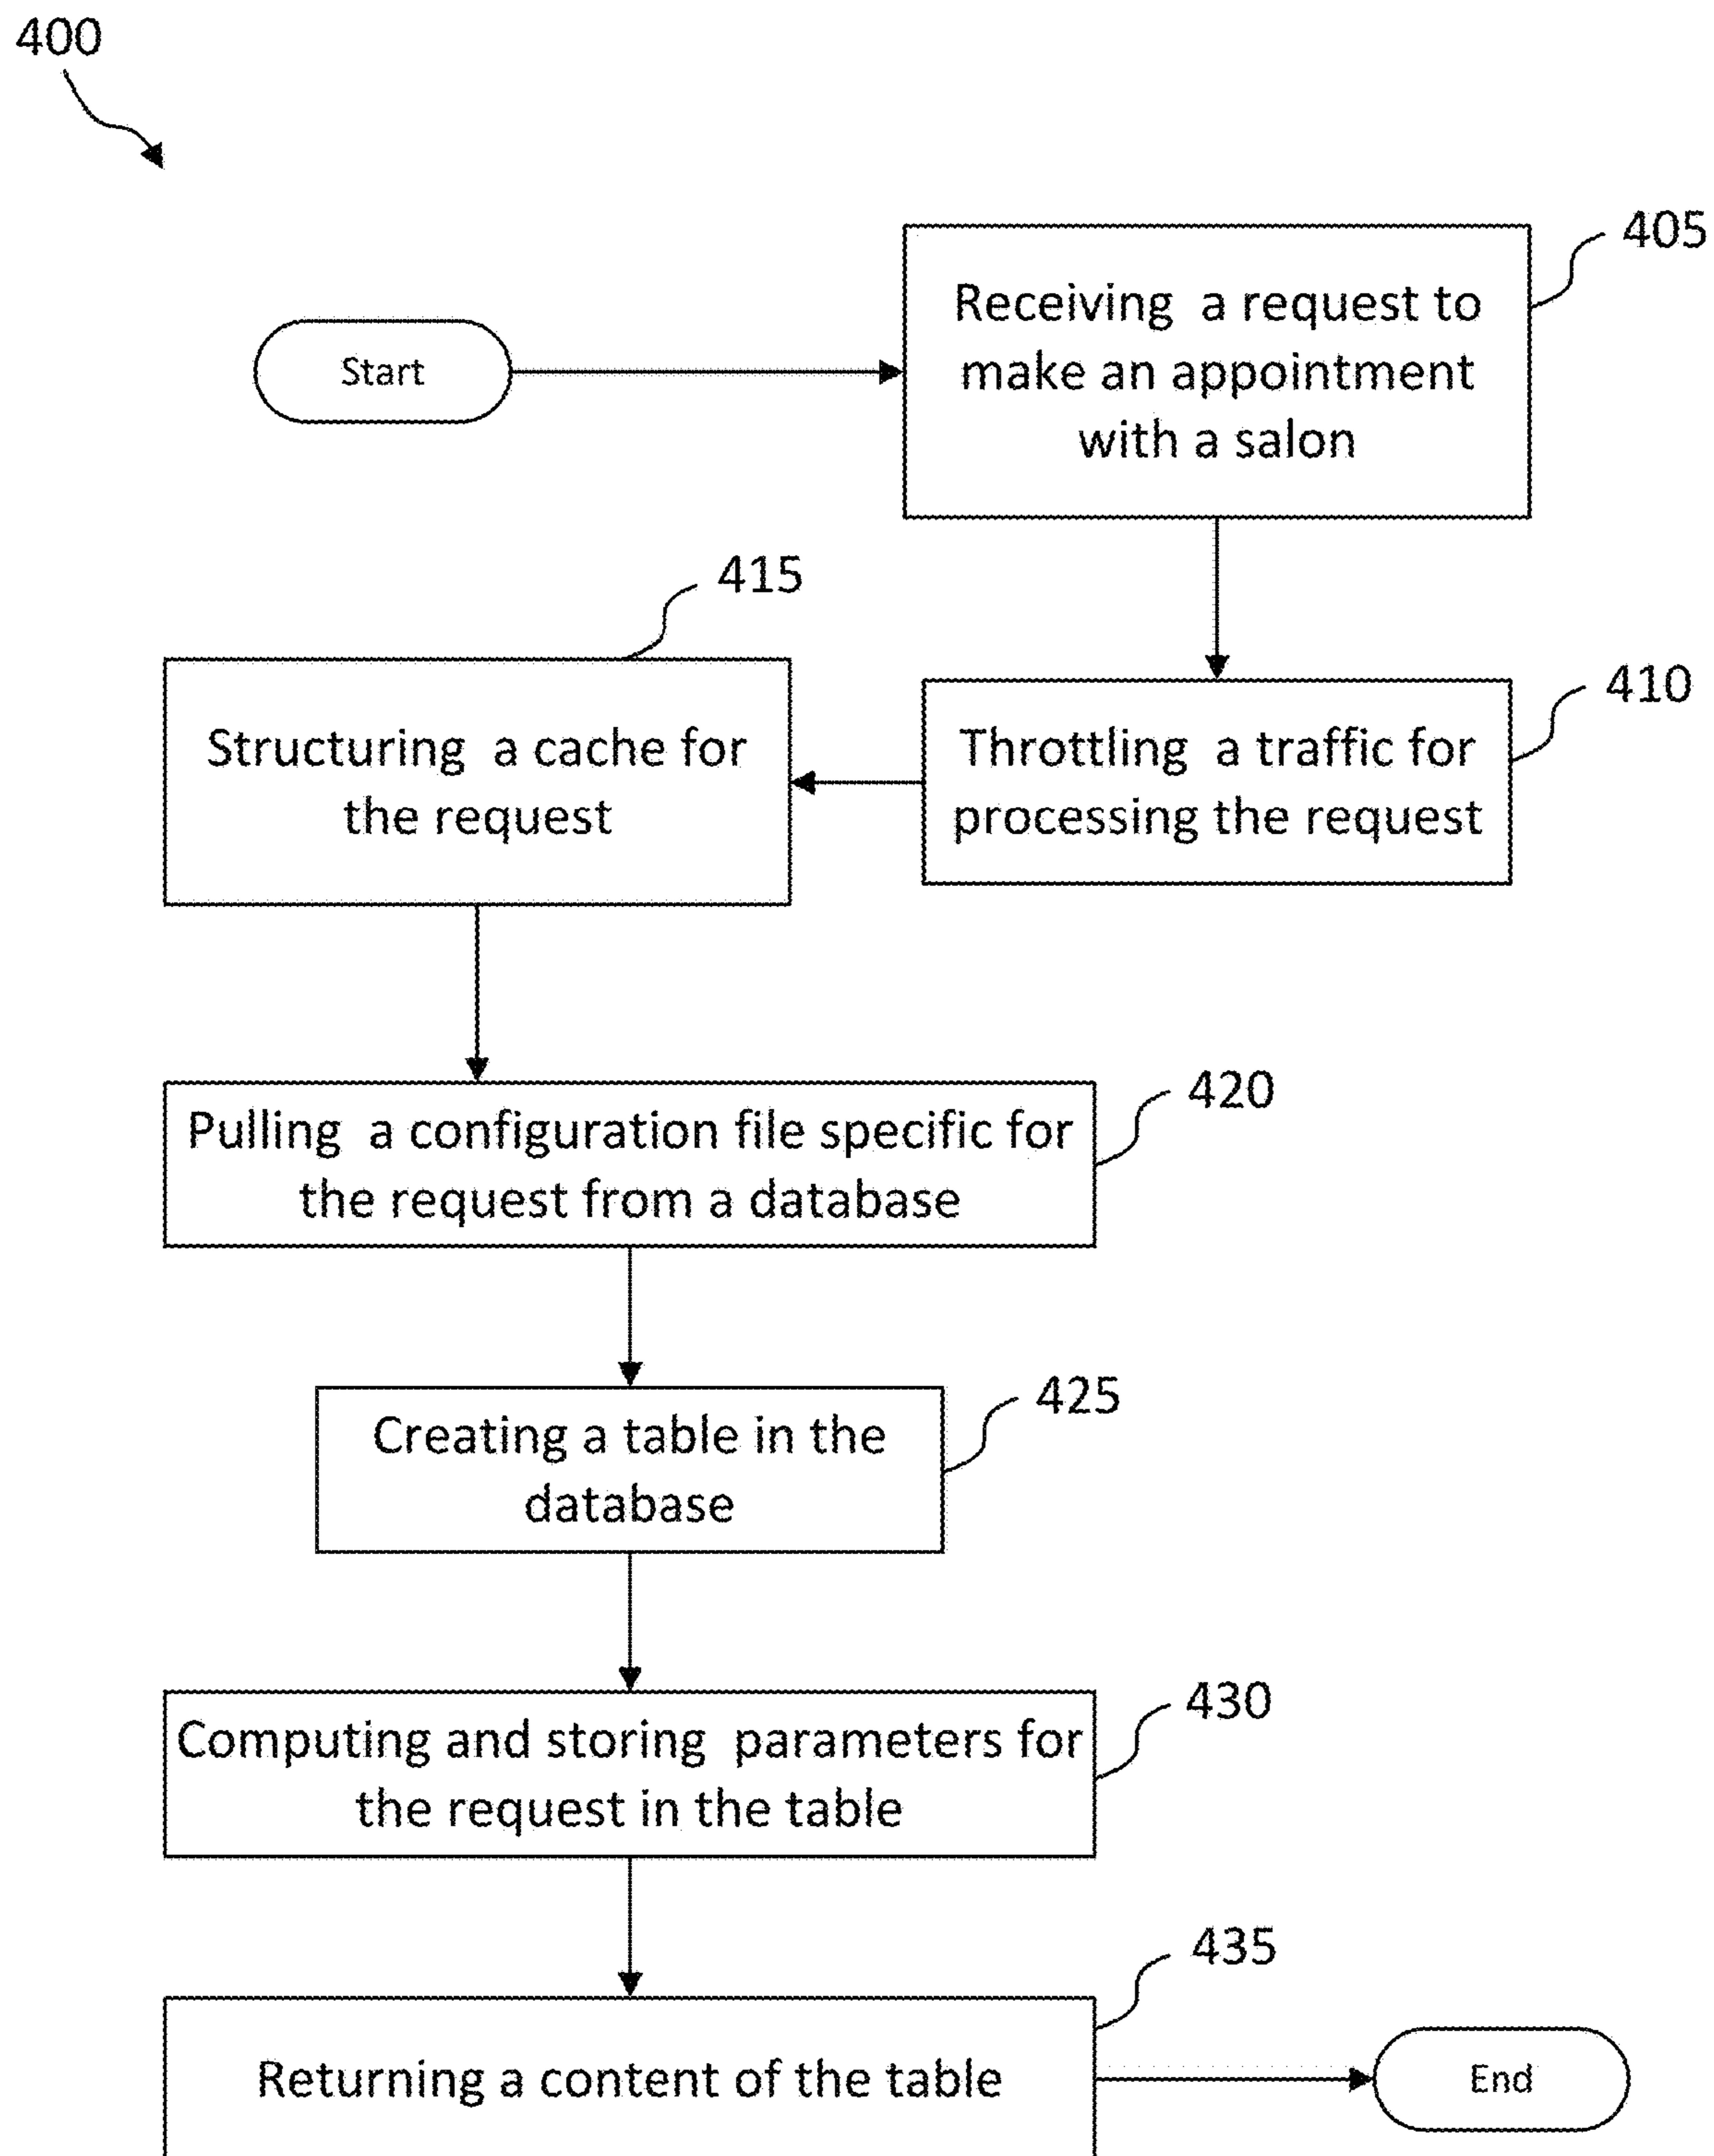 400
405
Start
Receiving a request to
make an appointment
with a salon
415
410
Structuring a cache for
the request
Throttling a traffic for
processing the request
420
Pulling a configuration file specific for
the request from a database
425
Creating a table in the
database
430
Computing and storing parameters for
the request in the table
435
Returning a content of the table
End